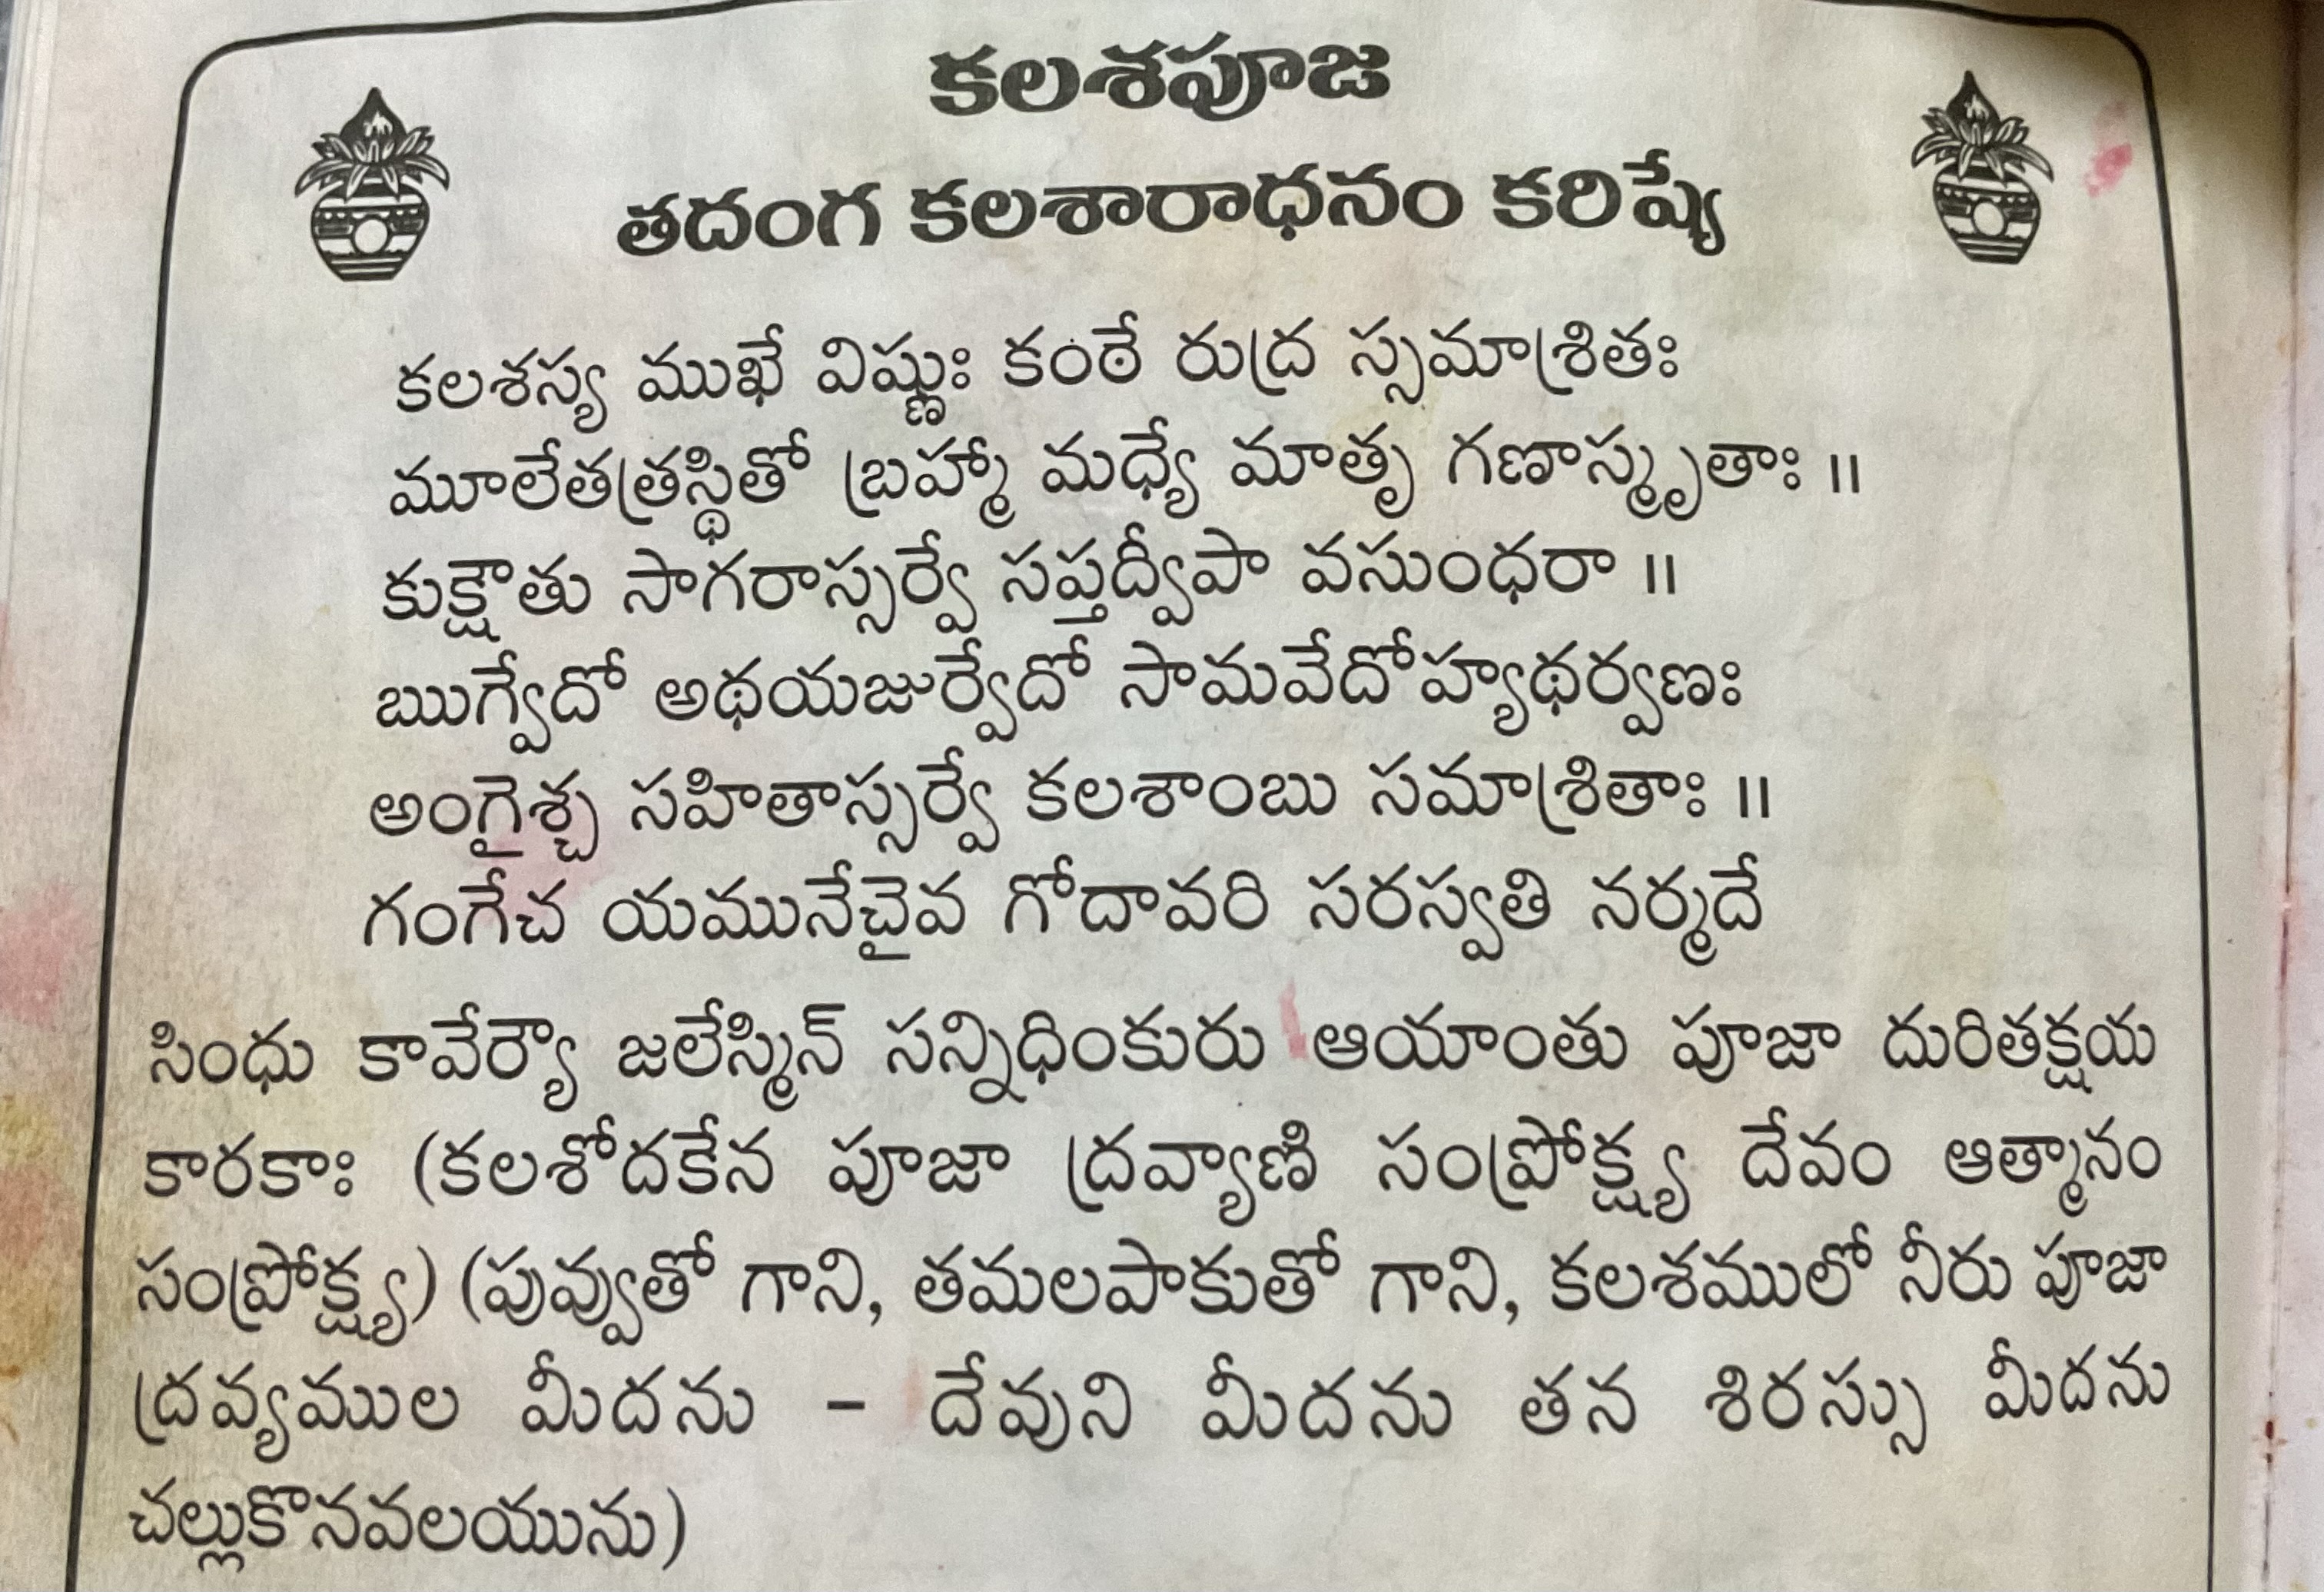 కలశపూజ
తదంగ కలశారాధనం కరిష్యే
కలశస్య ముఖే విష్ణుః కంఠే రుద్ర స్సమాశ్రితః
మూలేతత్రస్థితో బ్రహ్మా మధ్యే మాతృ గణాస్మృతాః ॥
కుక్షౌతు సాగరాస్సర్వే సప్తద్వీపా వసుంధరా ॥
ఋగ్వేదో అథయజుర్వేదో సామవేదోహ్యథర్వణః
అంగైశ్చ సహితాస్సర్వే కలశాంబు సమాశ్రితాః ॥
గంగేచ యమునేచైవ గోదావరి సరస్వతి నర్మదే
సింధు కావేర్యౌ జలేస్మిన్ సన్నిధింకురు ఆయాంతు పూజా దురితక్షయ
కారకాః (కలశోదకేన పూజా ద్రవ్యాణి సంప్రోక్ష్య దేవం ఆత్మానం
సంప్రోక్ష్య) (పువ్వుతో గాని, తమలపాకుతో గాని, కలశములో నీరు పూజా
ద్రవ్యముల మీదను – దేవుని మీదను తన శిరస్సు మీదను
చల్లుకొనవలయును)